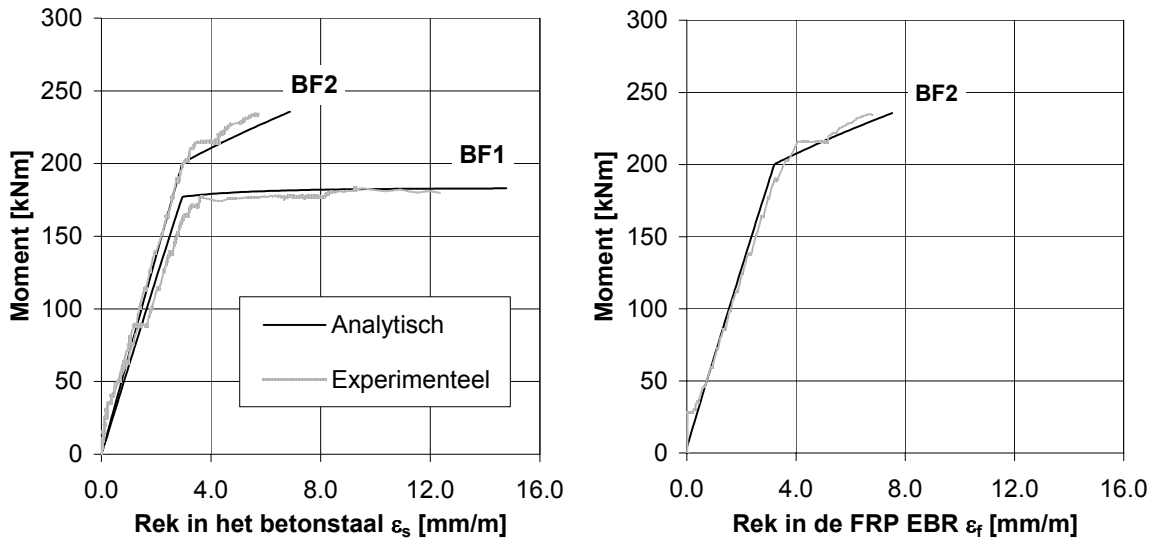 300
250
200
150
100
50
0
Moment [kNm]
BF2
BF1
Analytisch
Experimenteel
0.0 4.0 8.0 12.0 16.0
Rek in het betonstaal εs [mm/m]
300
250
200
150
100
50
0
Moment [kNm]
BF2
0.0 4.0 8.0 12.0 16.0
Rek in de FRP EBR εf [mm/m]